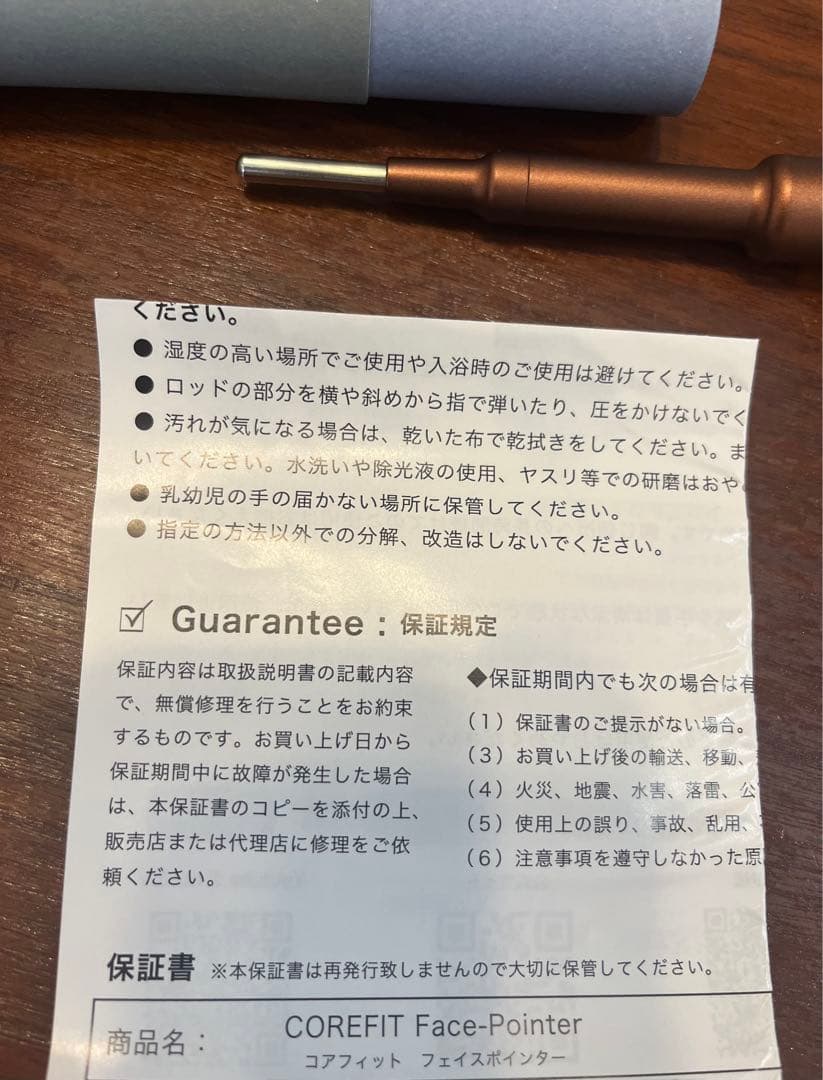 ください。
● 湿度の高い場所でご使用や入浴時のご使用は避けてください。
● ロッドの部分を横や斜めから指で弾いたり、圧をかけないでく
● 汚れが気になる場合は、乾いた布で乾拭きをしてください。ま
いてください。水洗いや除光液の使用、ヤスリ等での研磨はおや
● 乳幼児の手の届かない場所に保管してください。
● 指定の方法以外での分解、改造はしないでください。
Guarantee：保証規定
保証内容は取扱説明書の記載内容
で、無償修理を行うことをお約束
するものです。お買い上げ日から
保証期間中に故障が発生した場合
は、本保証書のコピーを添付の上、
販売店または代理店に修理をご依
頼ください。
◆保証期間内でも次の場合は有
（1）保証書のご提示がない場合。
（3）お買い上げ後の輸送、移動、
（4）火災、地震、水害、落雷、公
（5）使用上の誤り、事故、乱用、
（6）注意事項を遵守しなかった原
保証書 ※本保証書は再発行致しませんので大切に保管してください。
商品名： COREFIT Face-Pointer
コアフィット フェイスポインター